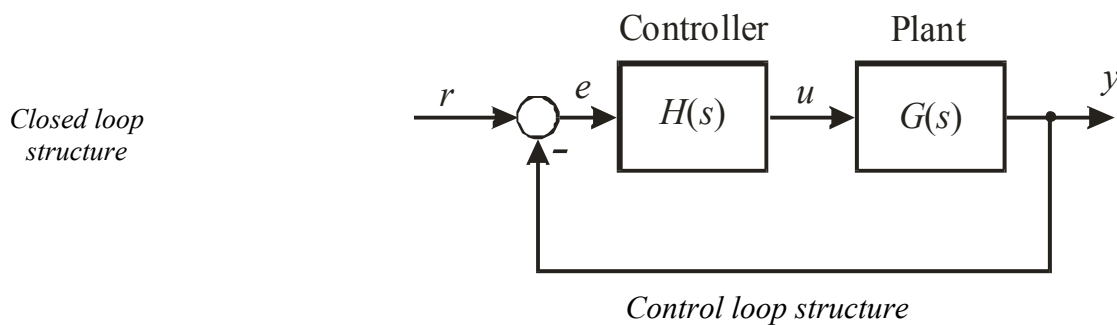 Closed loop
structure
Controller
Plant
r
e
H(s)
u
G(s)
y
-
Control loop structure